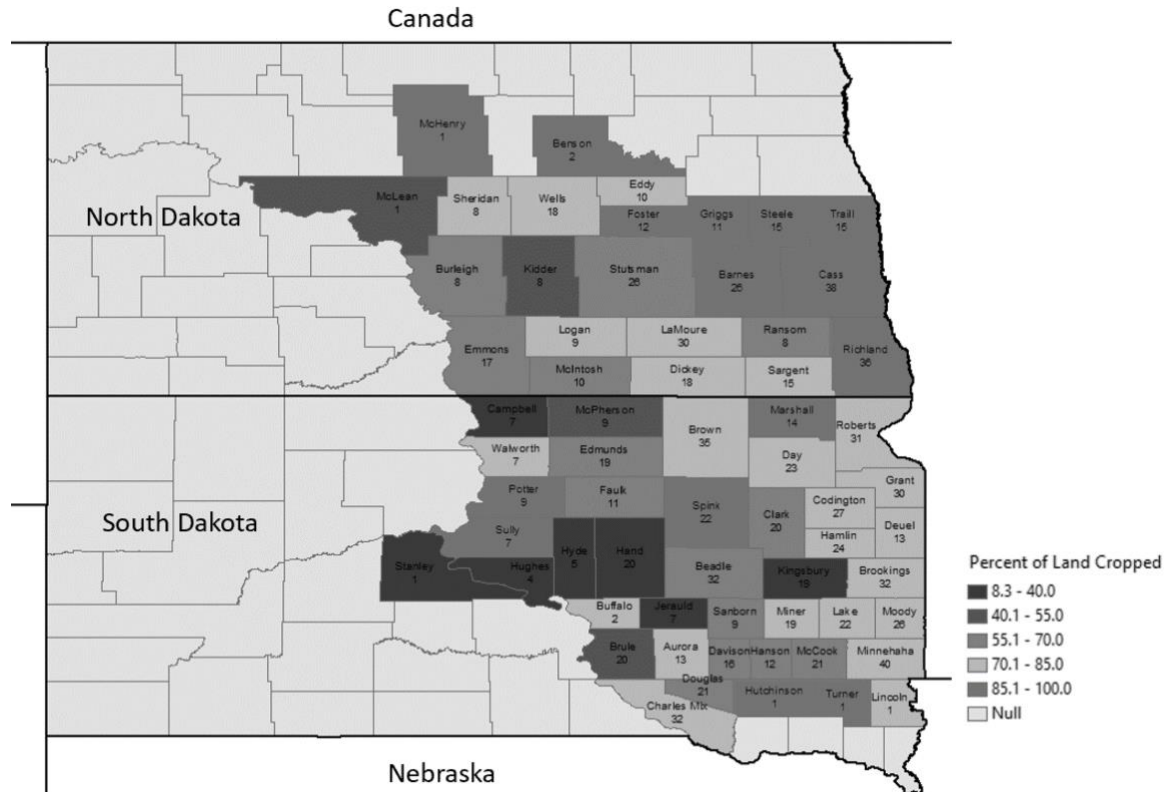 Canada
McHenry
1
Benson
2
McLean
1
Sheridan
8
Wells
18
Eddy
10
North Dakota
Foster
12
Griggs
11
Steele
15
Traill
15
Burleigh
8
Kidder
8
Stutsman
26
Barnes
26
Cass
38
Logan
9
LaMoure
30
Ransom
8
Emmons
17
Richland
36
McIntosh
10
Dickey
18
Sargent
15
Campbell
7
McPherson
9
Brown
35
Marshall
14
Roberts
31
Walworth
7
Edmunds
19
Day
23
Grant
30
Potter
9
Faulk
11
Spink
22
Clark
20
Codington
27
South Dakota
Sully
7
Hamlin
24
Deuel
13
Stanley
1
Hughes
4
Hyde
5
Hand
20
Beadle
32
Kingsbury
19
Brookings
32
Buffalo
2
Jerauld
7
Sanborn
9
Miner
19
Lake
22
Moody
26
Brule
20
Aurora
13
Davison
16
Hanson
12
McCook
21
Minnehaha
40
Douglas
21
Hutchinson
1
Turner
1
Lincoln
1
Charles Mix
32
Nebraska
Percent of Land Cropped
8.3 - 40.0
40.1 - 55.0
55.1 - 70.0
70.1 - 85.0
85.1 - 100.0
Null